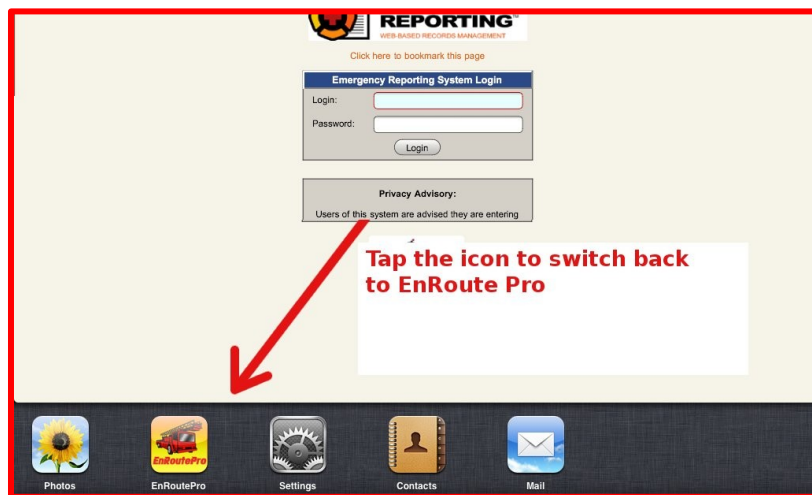 REPORTING
WEB-BASED RECORDS MANAGEMENT
Click here to bookmark this page
Emergency Reporting System Login
Login:
Password:
Login
Privacy Advisory:
Users of this system are advised they are entering
Tap the icon to switch back
to EnRoute Pro
EnRoutePro
Photos
EnRoutePro
Settings
Contacts
Mail